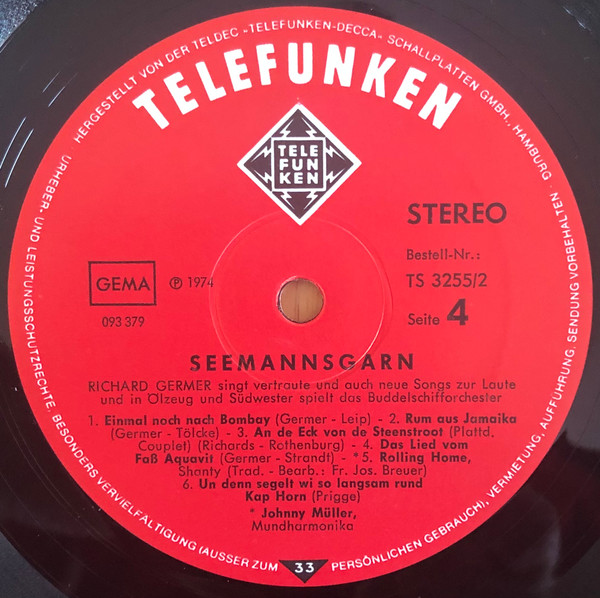 HERGESTELLT VON DER TELDEC »TELEFUNKEN-DECCA« SCHALLPLATTEN GMBH., HAMBURG
URHEBER- UND LEISTUNGSSCHUTZRECHTE, BESONDERS VERVIELFÄLTIGUNG (AUSSER ZUM PERSÖNLICHEN GEBRAUCH), VERMIETUNG, AUFFÜHRUNG, SENDUNG VORBEHALTEN
TELEFUNKEN
TELE
FUN
KEN
STEREO
Bestell-Nr.:
TS 3255/2
Seite 4
GEMA
℗ 1974
093 379
SEEMANNSGARN
RICHARD GERMER singt vertraute und auch neue Songs zur Laute
und in Ölzeug und Südwester spielt das Buddelschifforchester
1. Einmal noch nach Bombay (Germer - Leip) - 2. Rum aus Jamaika
(Germer - Tölcke) - 3. An de Eck von de Steenstroot (Plattd.
Couplet) (Richards - Rothenburg) - 4. Das Lied vom
Faß Aquavit (Germer - Strandt) - *5. Rolling Home,
Shanty (Trad. - Bearb.: Fr. Jos. Breuer)
6. Un denn segelt wi so langsam rund
Kap Horn (Prigge)
* Johnny Müller,
Mundharmonika
33